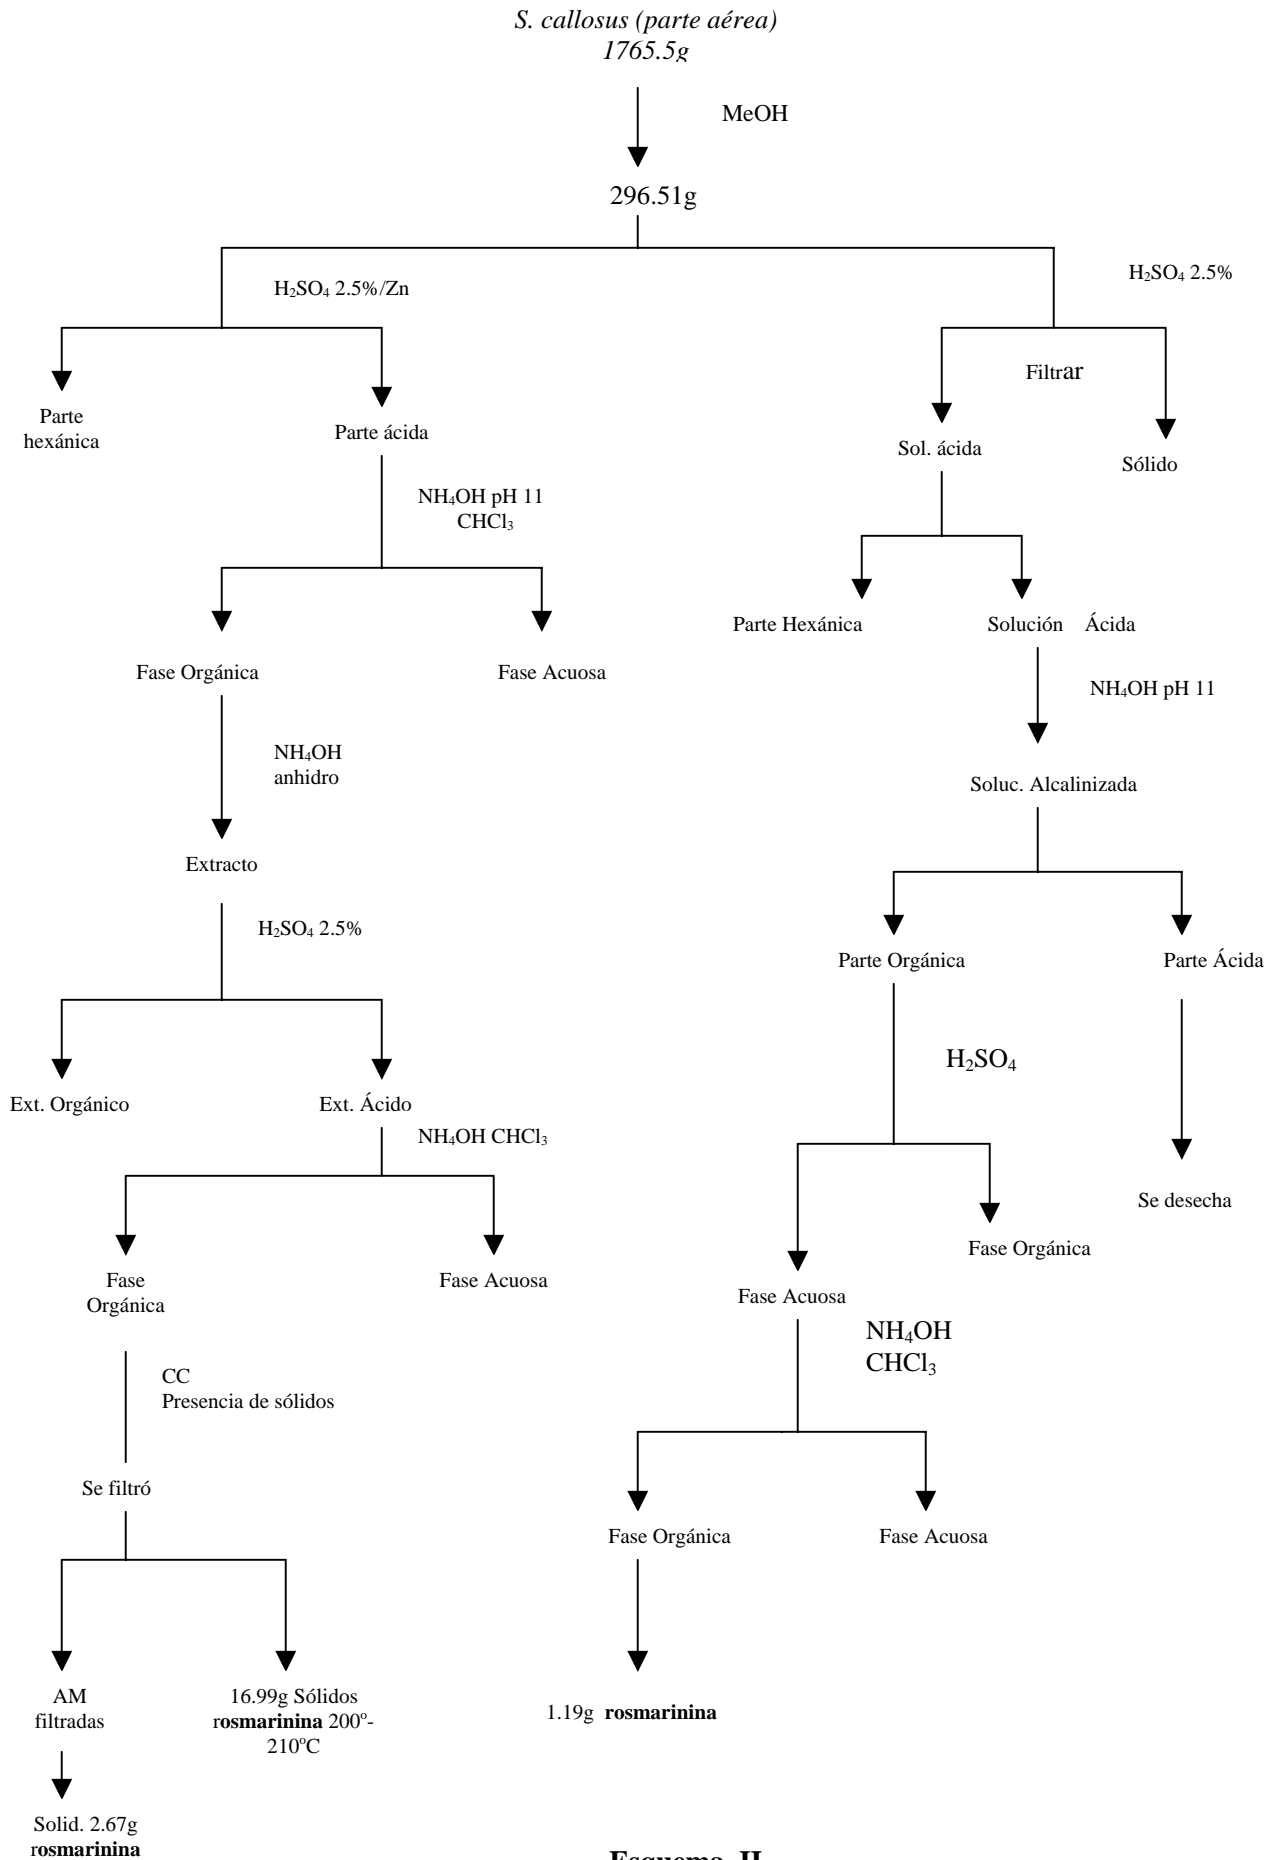 S. callosus (parte aérea)
1765.5g
MeOH
296.51g
H₂SO₄ 2.5%/Zn
H₂SO₄ 2.5%
Parte
hexánica
Parte ácida
Filtrar
Sol. ácida
Sólido
NH₄OH pH 11
CHCl₃
Parte Hexánica
Solución Ácida
Fase Orgánica
Fase Acuosa
NH₄OH pH 11
NH₄OH
anhidro
Soluc. Alcalinizada
Extracto
H₂SO₄ 2.5%
Parte Orgánica
Parte Ácida
H₂SO₄
Ext. Orgánico
Ext. Ácido
NH₄OH CHCl₃
Se desecha
Fase Orgánica
Fase
Orgánica
Fase Acuosa
Fase Acuosa
NH₄OH
CHCl₃
CC
Presencia de sólidos
Se filtró
Fase Orgánica
Fase Acuosa
AM
filtradas
16.99g Sólidos
rosmarinina 200º-
210ºC
1.19g rosmarinina
Solid. 2.67g
rosmarinina
Esquema II